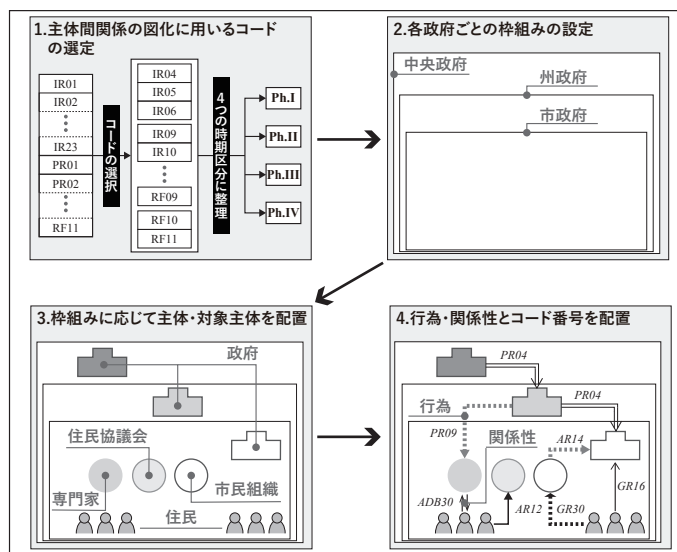 1.主体間関係の図化に用いるコード
の選定
IR01
IR02
IR23
PR01
PR02
RF11
コードの選択
IR04
IR05
IR06
IR09
IR10
RF09
RF10
RF11
4つの時期区分に整理
Ph.I
Ph.II
Ph.III
Ph.IV
2.各政府ごとの枠組みの設定
中央政府
州政府
市政府
3.枠組みに応じて主体・対象主体を配置
政府
住民協議会
専門家
市民組織
住民
4.行為・関係性とコード番号を配置
PR04
PR04
行為
PR09
関係性
AR14
ADB30
AR12
GR30
GR16